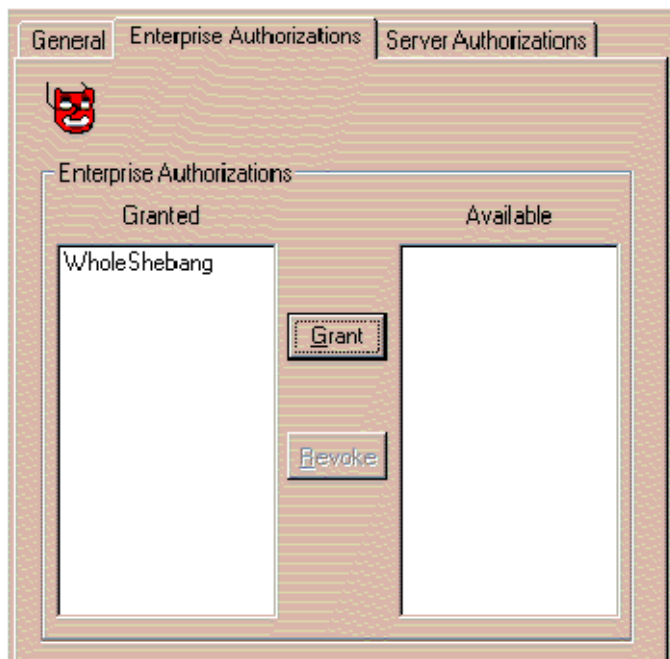 General Enterprise Authorizations Server Authorizations
Enterprise Authorizations
Granted Available
WholeShebang
Grant
Revoke